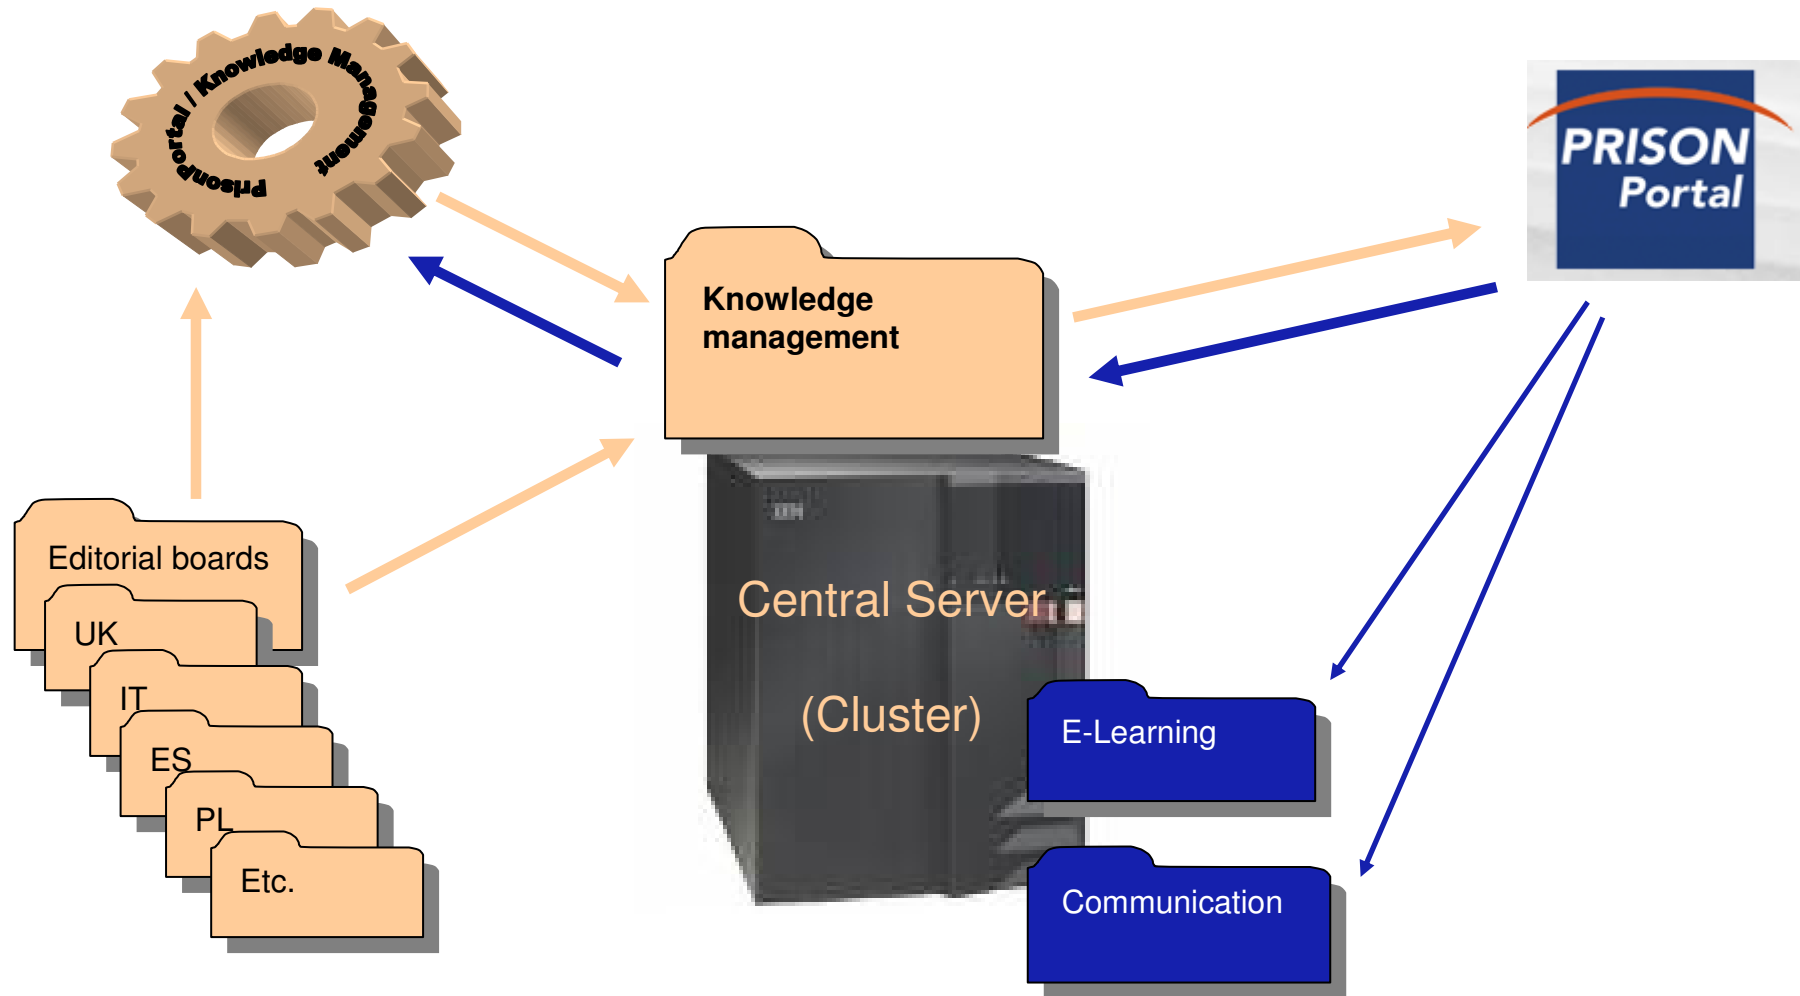 PrisonPortal / Knowledge Management
PRISON
Portal
Knowledge
management
Editorial boards
UK
IT
ES
PL
Etc.
IBM
Central Server
(Cluster)
E-Learning
Communication